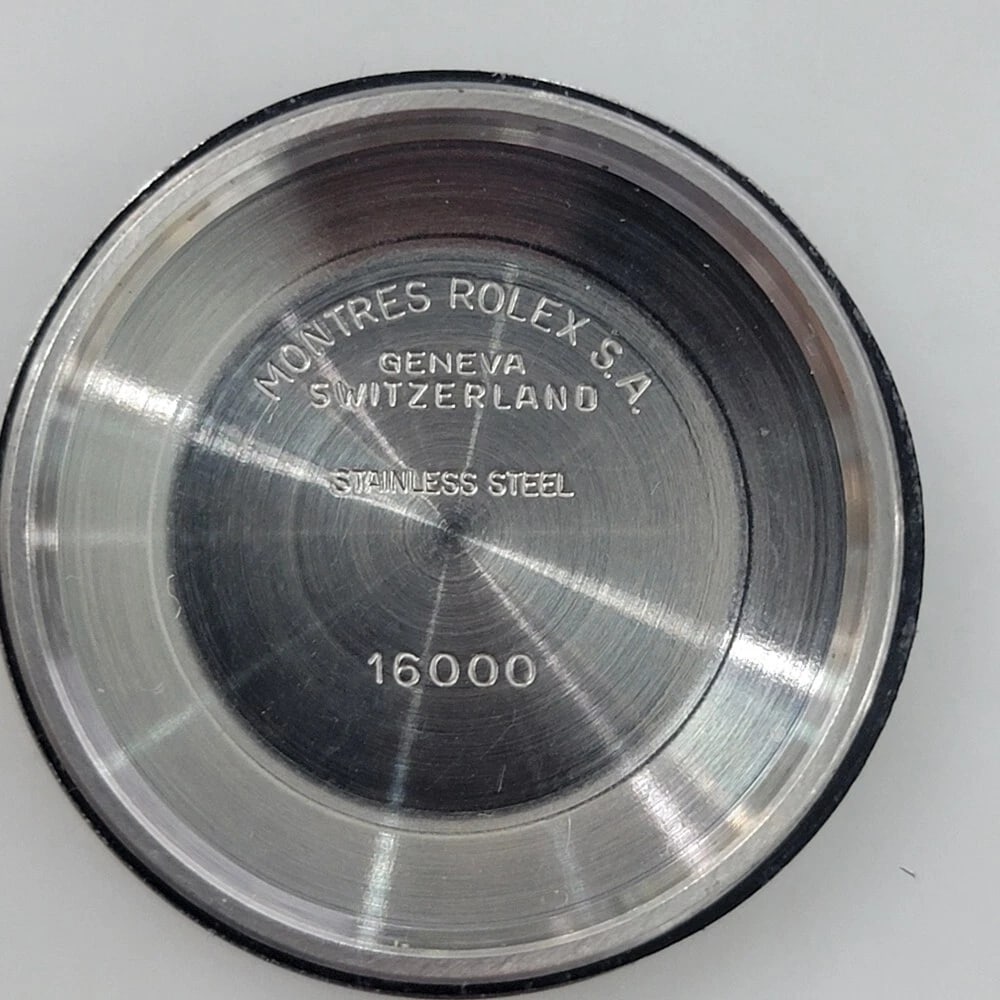 MONTRES ROLEX S.A.
GENEVA
SWITZERLAND
STAINLESS STEEL
16000